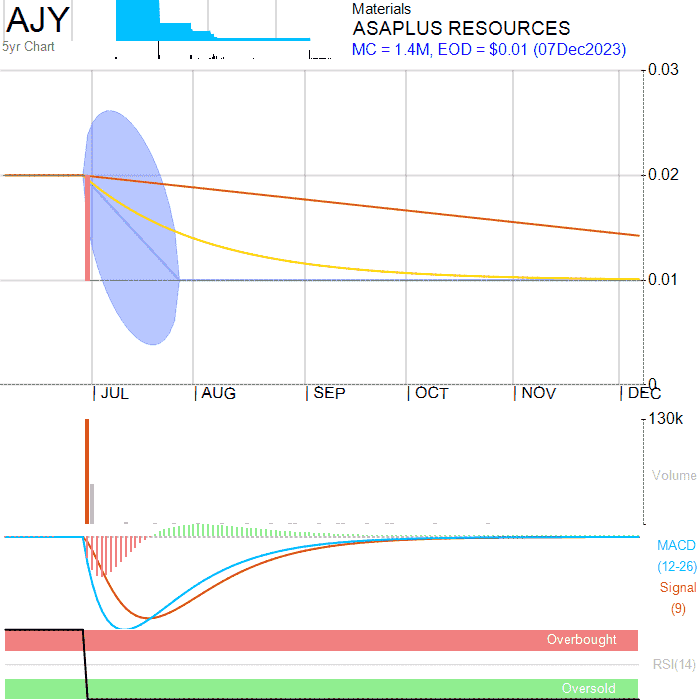 AJY
5yr Chart
Materials
ASAPLUS RESOURCES
MC = 1.4M, EOD = $0.01 (07Dec2023)
0.03
0.02
0.01
0
JUL AUG SEP OCT NOV DEC
130k
Volume
MACD
(12-26)
Signal
(9)
Overbought
RSI(14)
Oversold